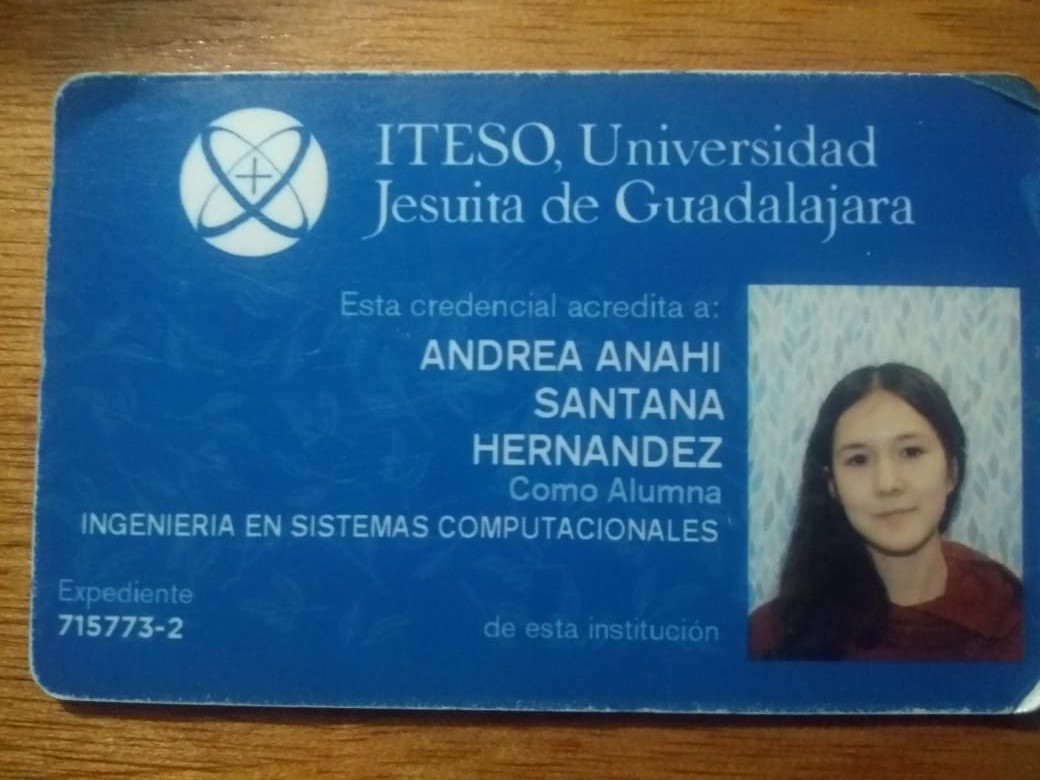 ITESO, Universidad
Jesuita de Guadalajara
Esta credencial acredita a:
ANDREA ANAHI
SANTANA
HERNANDEZ
Como Alumna
INGENIERIA EN SISTEMAS COMPUTACIONALES
Expediente
715773-2
de esta institución